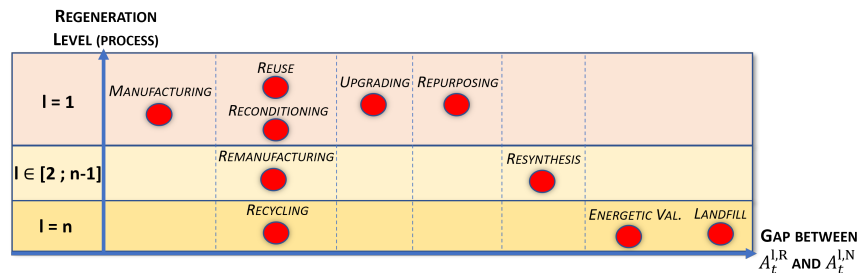 REGENERATION
LEVEL (PROCESS)
REUSE
MANUFACTURING
UPGRADING REPURPOSING
l = 1
RECONDITIONING
REMANUFACTURING
RESYNTHESIS
l ∈ [2 ; n-1]
RECYCLING
ENERGETIC VAL. LANDFILL
l = n
GAP BETWEEN
A_t^{l,R} AND A_t^{l,N}